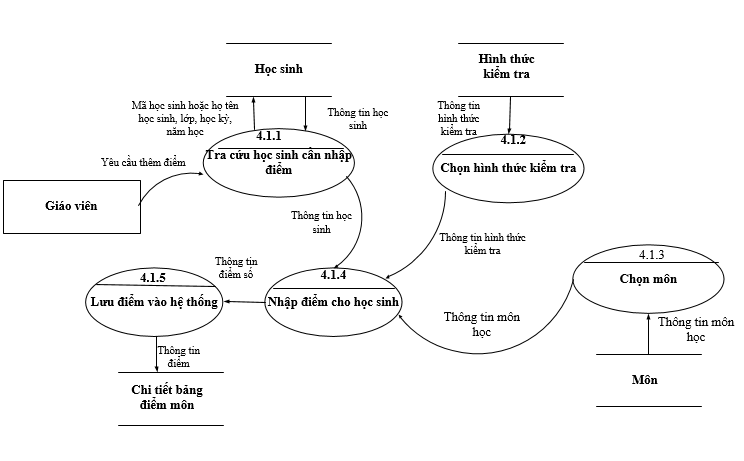 Học sinh
Hình thức
kiểm tra
Mã học sinh hoặc họ tên
học sinh, lớp, học kỳ,
năm học
Thông tin học
sinh
Thông tin
hình thức
kiểm tra
4.1.1
Tra cứu học sinh cần nhập
điểm
4.1.2
Chọn hình thức kiểm tra
Yêu cầu thêm điểm
Giáo viên
Thông tin học
sinh
Thông tin hình thức
kiểm tra
4.1.3
Chọn môn
Thông tin
điểm số
4.1.5
Lưu điểm vào hệ thống
4.1.4
Nhập điểm cho học sinh
Thông tin môn
học
Thông tin môn
học
Thông tin
điểm
Chi tiết bảng
điểm môn
Môn